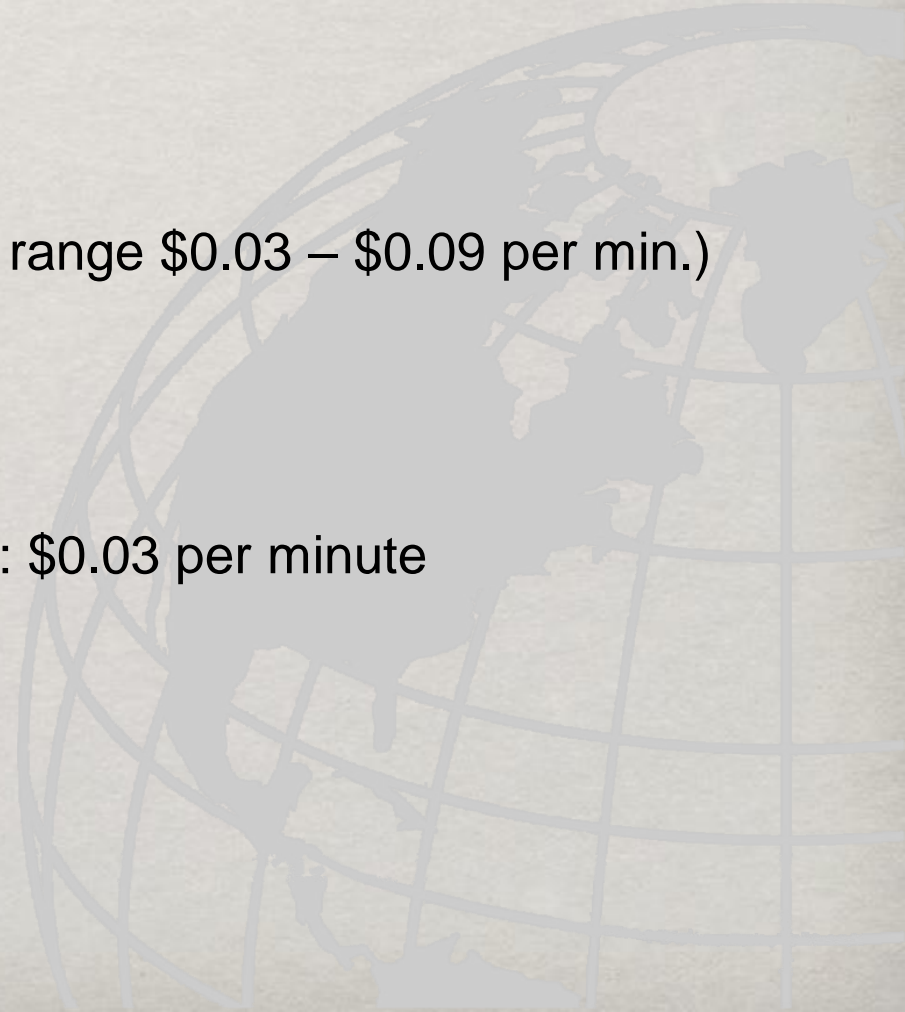 range $0.03 – $0.09 per min.)
: $0.03 per minute